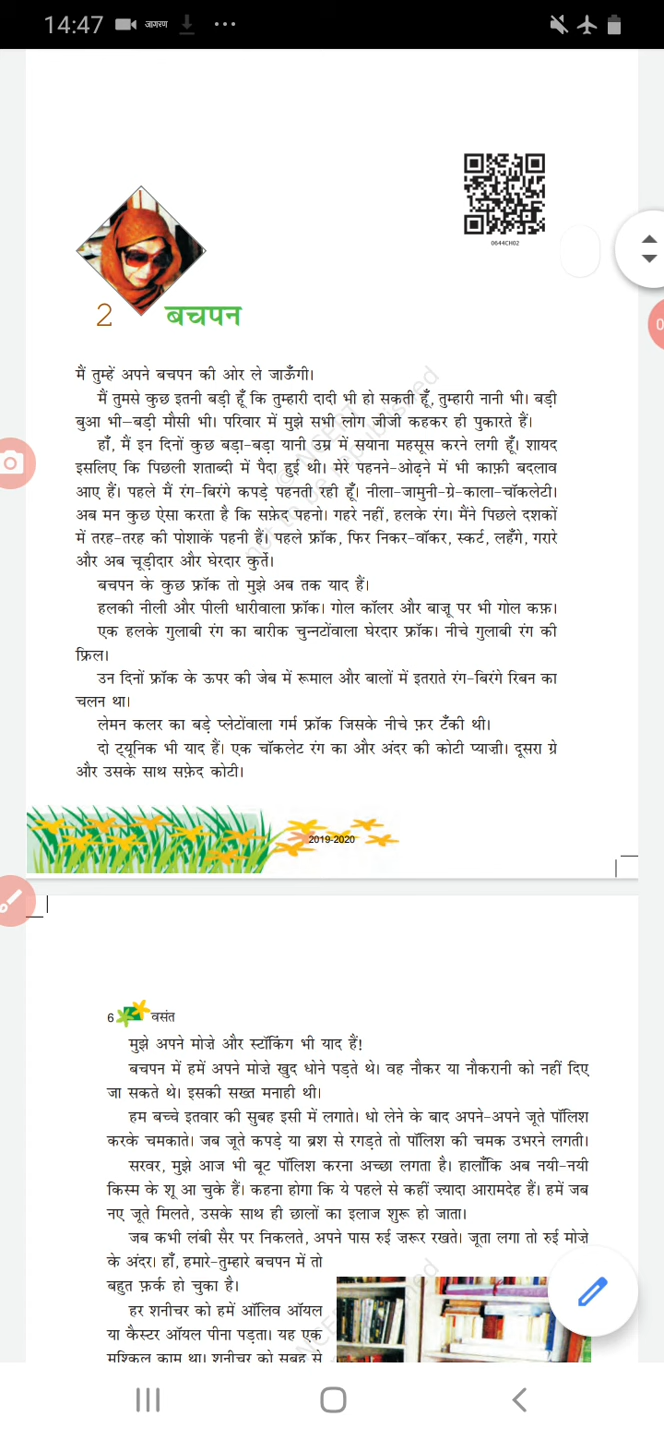 14:47 जागरण
0644CH02
2 बचपन
मैं तुम्हें अपने बचपन की ओर ले जाऊँगी।
मैं तुमसे कुछ इतनी बड़ी हूँ कि तुम्हारी दादी भी हो सकती हूँ, तुम्हारी नानी भी। बड़ी
बुआ भी–बड़ी मौसी भी। परिवार में मुझे सभी लोग जीजी कहकर ही पुकारते हैं।
हाँ, मैं इन दिनों कुछ बड़ा-बड़ा यानी उम्र में सयाना महसूस करने लगी हूँ। शायद
इसलिए कि पिछली शताब्दी में पैदा हुई थी। मेरे पहनने-ओढ़ने में भी काफ़ी बदलाव
आए हैं। पहले मैं रंग-बिरंगे कपड़े पहनती रही हूँ। नीला-जामुनी-ग्रे-काला-चॉकलेटी।
अब मन कुछ ऐसा करता है कि सफ़ेद पहनो। गहरे नहीं, हलके रंग। मैंने पिछले दशकों
में तरह-तरह की पोशाकें पहनी हैं। पहले फ्रॉक, फिर निकर-वॉकर, स्कर्ट, लहँगे, गरारे
और अब चूड़ीदार और घेरदार कुर्ते।
बचपन के कुछ फ्रॉक तो मुझे अब तक याद हैं।
हलकी नीली और पीली धारीवाला फ्रॉक। गोल कॉलर और बाज़ू पर भी गोल कफ़।
एक हलके गुलाबी रंग का बारीक चुन्नटोंवाला घेरदार फ्रॉक। नीचे गुलाबी रंग की
फ्रिल।
उन दिनों फ्रॉक के ऊपर की जेब में रूमाल और बालों में इतराते रंग-बिरंगे रिबन का
चलन था।
लेमन कलर का बड़े प्लेटोंवाला गर्म फ्रॉक जिसके नीचे फ़र टँकी थी।
दो ट्यूनिक भी याद हैं। एक चॉकलेट रंग का और अंदर की कोटी प्याज़ी। दूसरा ग्रे
और उसके साथ सफ़ेद कोटी।
2019-2020
6 वसंत
मुझे अपने मोज़े और स्टॉकिंग भी याद हैं!
बचपन में हमें अपने मोज़े खुद धोने पड़ते थे। वह नौकर या नौकरानी को नहीं दिए
जा सकते थे। इसकी सख्त मनाही थी।
हम बच्चे इतवार की सुबह इसी में लगाते। धो लेने के बाद अपने-अपने जूते पॉलिश
करके चमकाते। जब जूते कपड़े या ब्रश से रगड़ते तो पॉलिश की चमक उभरने लगती।
सरवर, मुझे आज भी बूट पॉलिश करना अच्छा लगता है। हालाँकि अब नयी-नयी
किस्म के शू आ चुके हैं। कहना होगा कि ये पहले से कहीं ज़्यादा आरामदेह हैं। हमें जब
नए जूते मिलते, उसके साथ ही छालों का इलाज शुरू हो जाता।
जब कभी लंबी सैर पर निकलते, अपने पास रुई ज़रूर रखते। जूता लगा तो रुई मोज़े
के अंदर। हाँ, हमारे-तुम्हारे बचपन में तो
बहुत फ़र्क हो चुका है।
हर शनीचर को हमें ऑलिव ऑयल
या कैस्टर ऑयल पीना पड़ता। यह एक
मुश्किल काम था। शनीचर को सुबह से